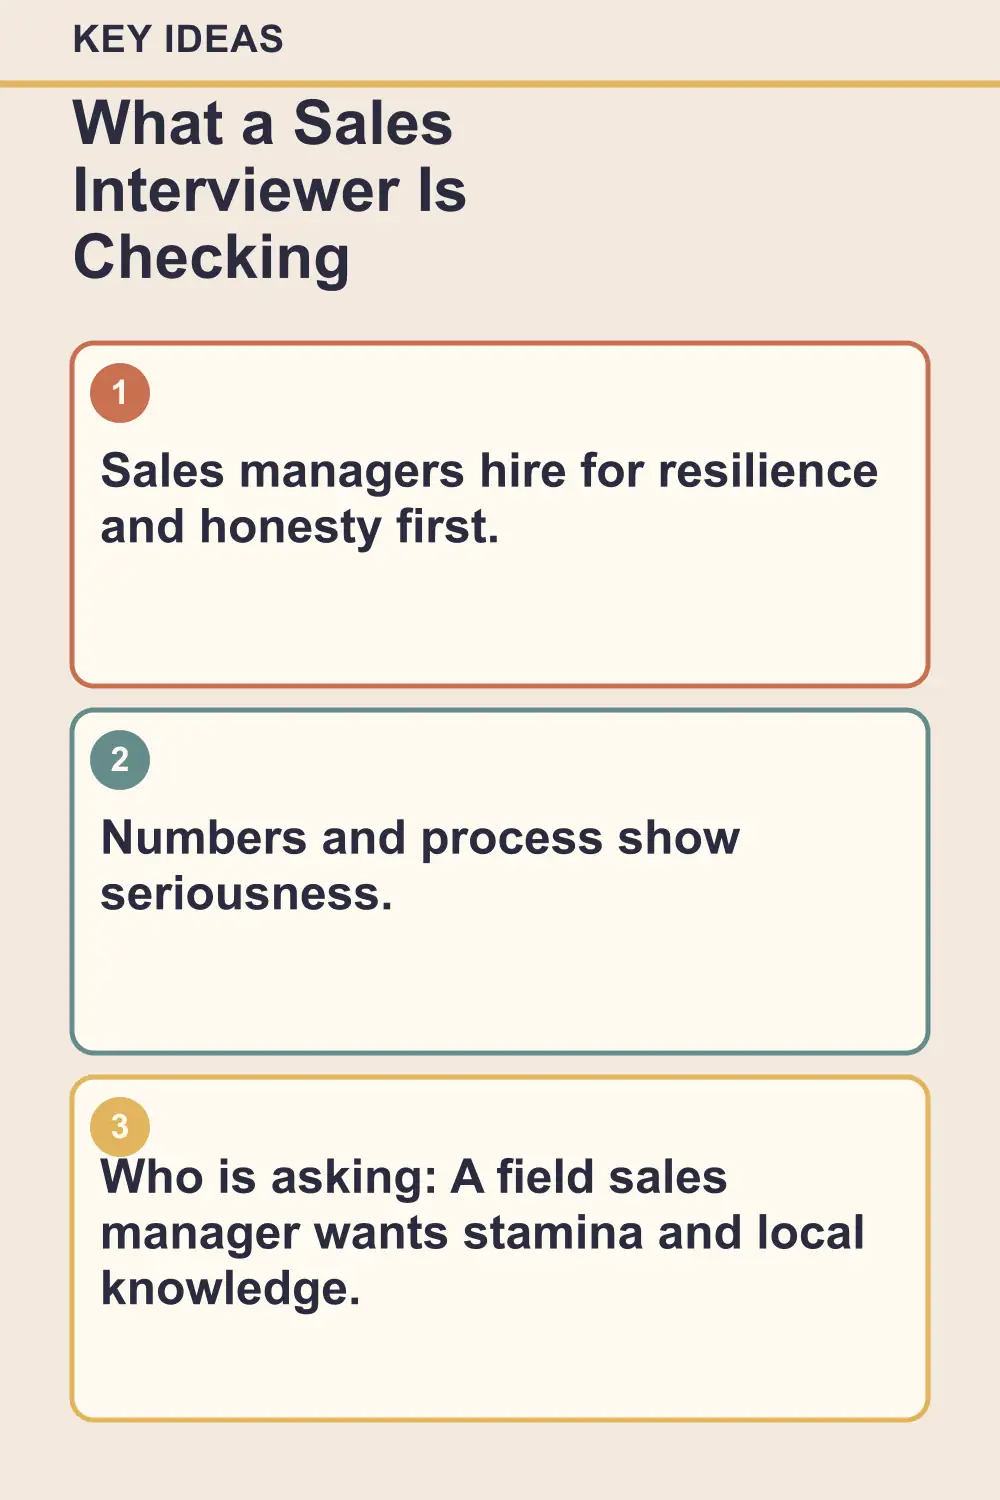 KEY IDEAS
What a Sales
Interviewer Is
Checking
1
Sales managers hire for resilience
and honesty first.
2
Numbers and process show
seriousness.
3
Who is asking: A field sales
manager wants stamina and local
knowledge.